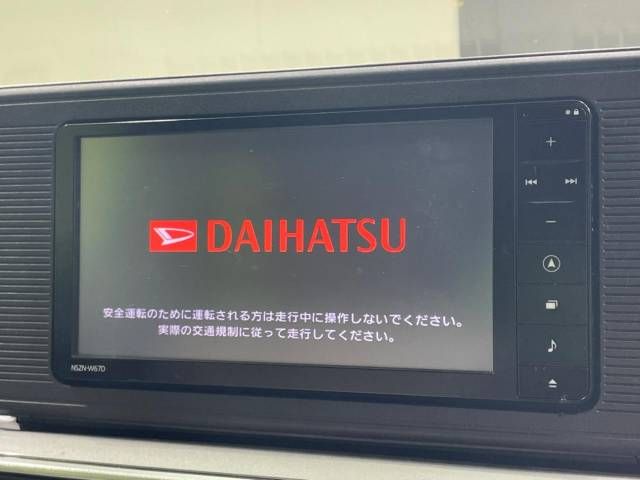 DAIHATSU
安全運転のために運転される方は走行中に操作しないでください。
実際の交通規制に従って走行してください。
NSZN-W67D